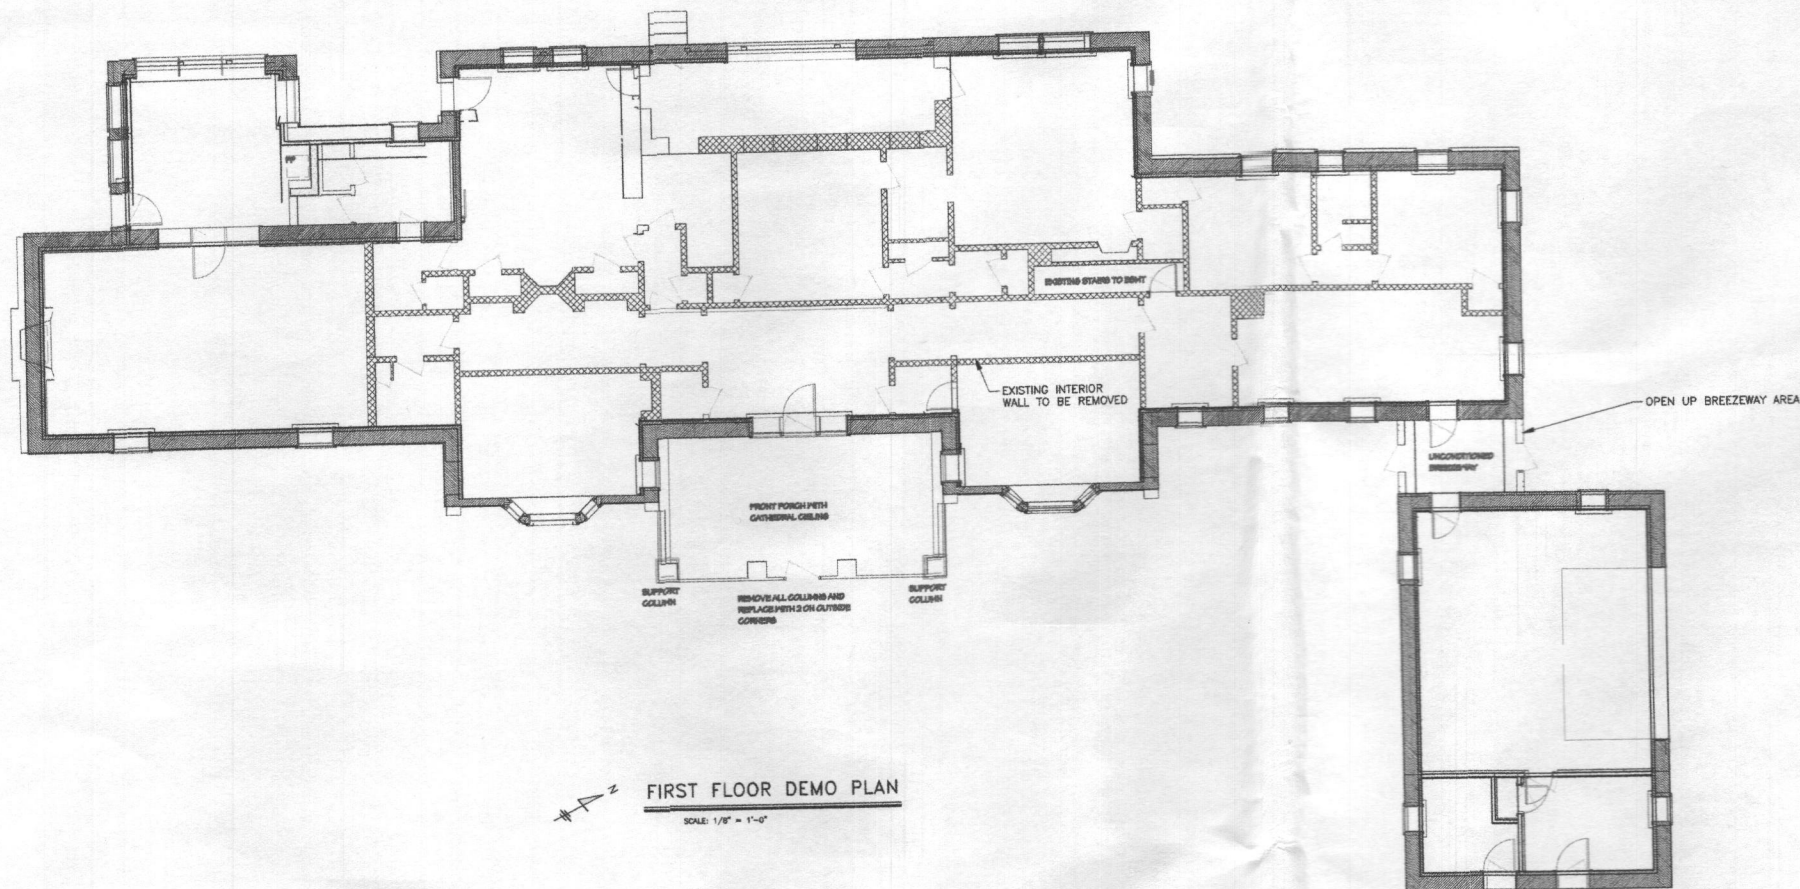 FP
EXISTING STAIRS TO BSMT
EXISTING INTERIOR
WALL TO BE REMOVED
OPEN UP BREEZEWAY AREA
UNCONDITIONED
BREEZEWAY
FRONT PORCH WITH
CATHEDRAL CEILING
SUPPORT
COLUMN
REMOVE ALL COLUMNS AND
REPLACE WITH 2 ON OUTSIDE
CORNERS
SUPPORT
COLUMN
N
FIRST FLOOR DEMO PLAN
SCALE: 1/8" = 1'-0"